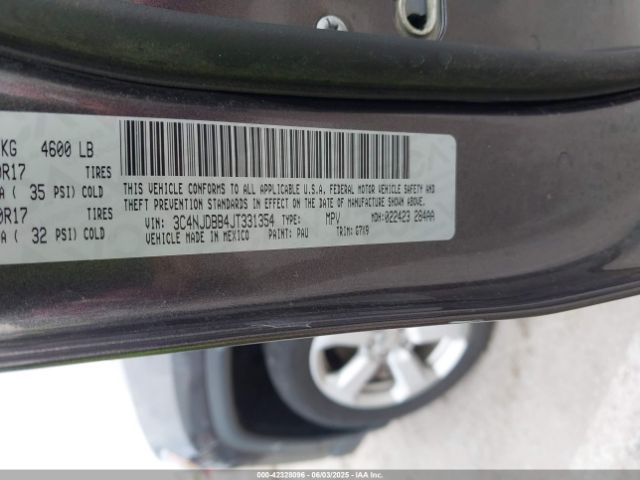 KG 4600 LB
0R17 TIRES
A ( 35 PSI) COLD
0R17 TIRES
A ( 32 PSI) COLD
THIS VEHICLE CONFORMS TO ALL APPLICABLE U.S.A. FEDERAL MOTOR VEHICLE SAFETY AND
THEFT PREVENTION STANDARDS IN EFFECT ON THE DATE OF MANUFACTURE SHOWN ABOVE.
VIN: 3C4NJDBB4JT331354 TYPE: MPV MDH:022423 284AA
VEHICLE MADE IN MEXICO PAINT: PAU TRIM: G7X9
000-42328096 - 06/03/2025 - IAA, Inc.